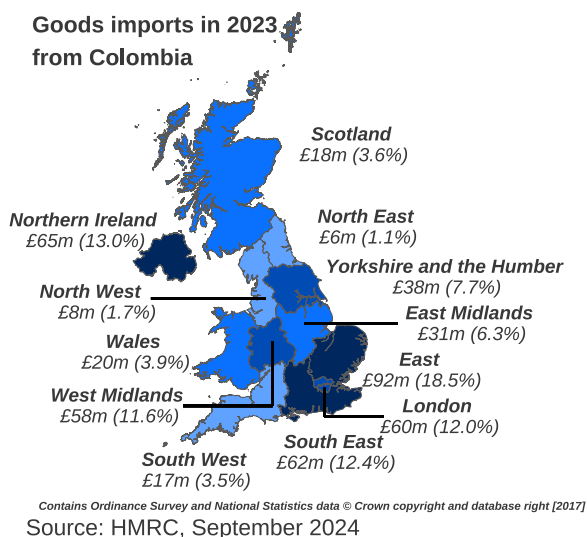 Goods imports in 2023
from Colombia
Scotland
£18m (3.6%)
Northern Ireland
£65m (13.0%)
North East
£6m (1.1%)
Yorkshire and the Humber
£38m (7.7%)
North West
£8m (1.7%)
East Midlands
£31m (6.3%)
Wales
£20m (3.9%)
East
£92m (18.5%)
West Midlands
£58m (11.6%)
London
£60m (12.0%)
South East
£62m (12.4%)
South West
£17m (3.5%)
Contains Ordinance Survey and National Statistics data © Crown copyright and database right [2017]
Source: HMRC, September 2024